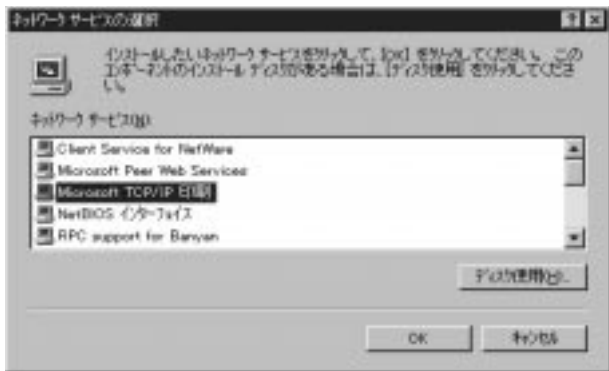 ネットワーク サービスの選択
インストールしたいネットワーク サービスをクリックして、[OK] をクリックしてください。この
コンポーネントのインストール ディスクがある場合は、[ディスク使用] をクリックしてくださ
い。
ネットワーク サービス(N):
Client Service for NetWare
Microsoft Peer Web Services
Microsoft TCP/IP 印刷
NetBIOS インターフェイス
RPC support for Banyan
ディスク使用(H)...
OK
キャンセル